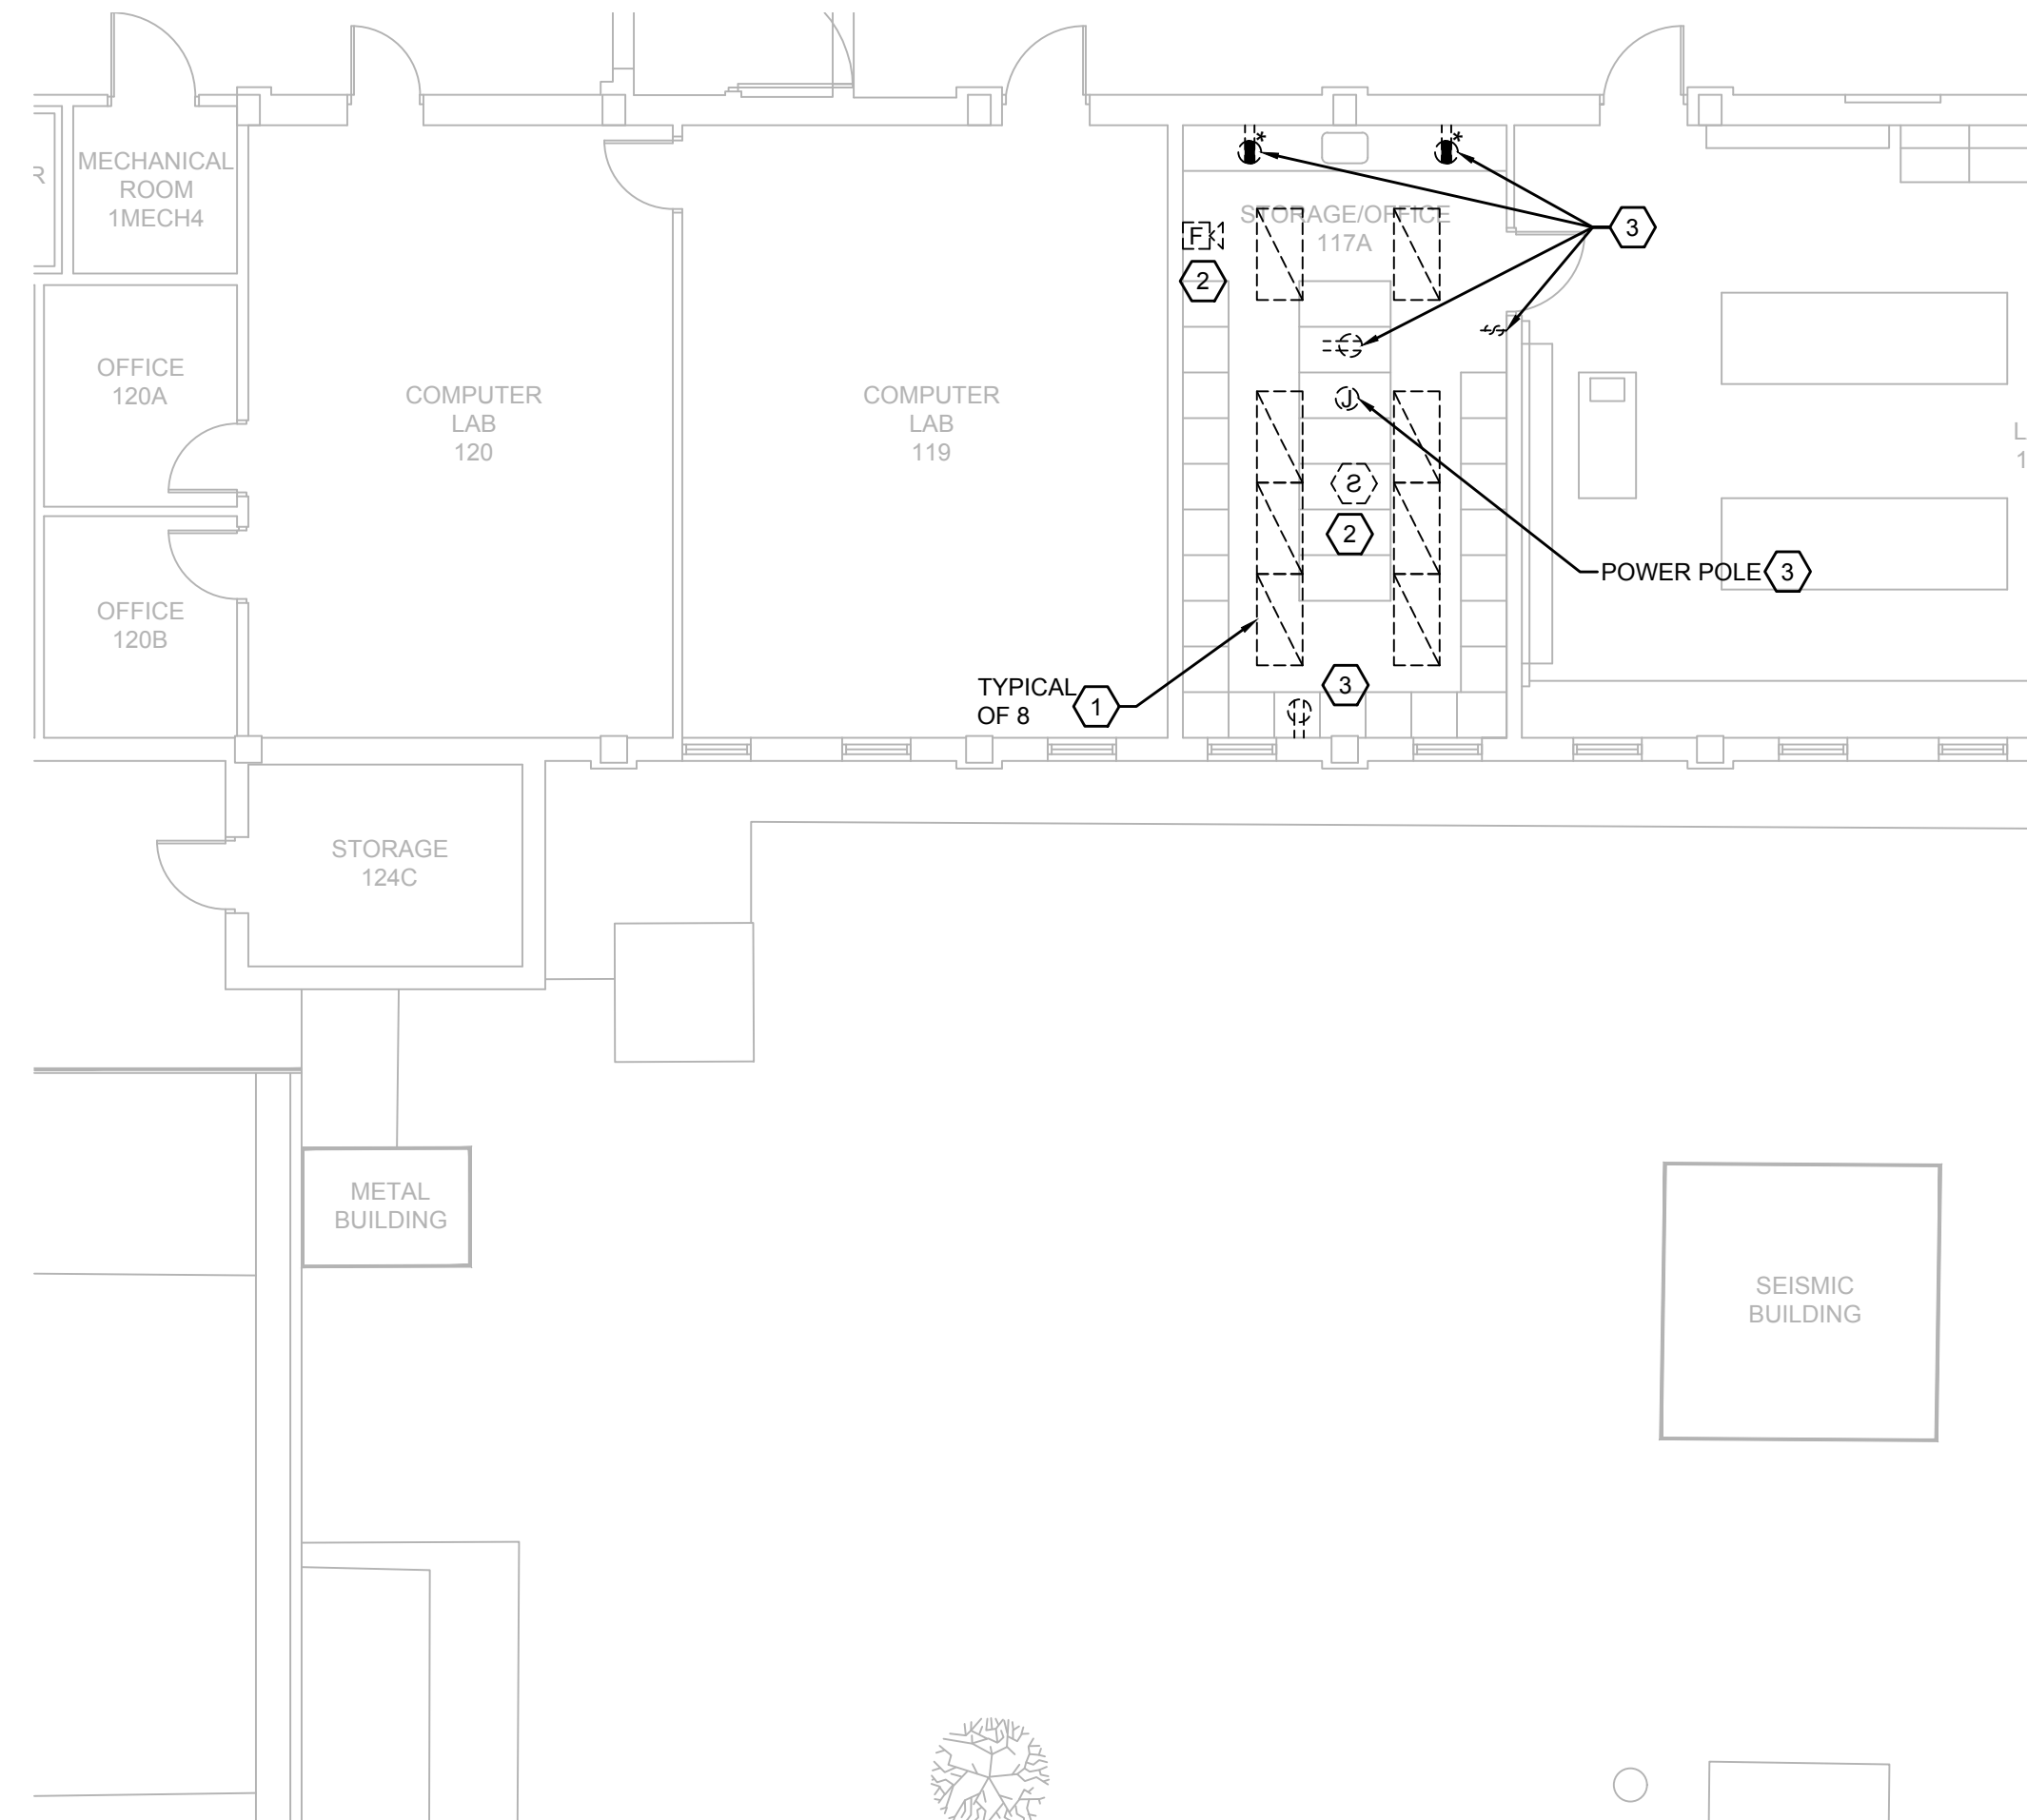 MECHANICAL
ROOM
1MECH4
R
OFFICE
120A
OFFICE
120B
COMPUTER
LAB
120
COMPUTER
LAB
119
*
*
STORAGE/OFFICE
117A
F
2
3
$
J
S
2
POWER POLE 3
3
TYPICAL
OF 8
1
L
1
STORAGE
124C
METAL
BUILDING
SEISMIC
BUILDING